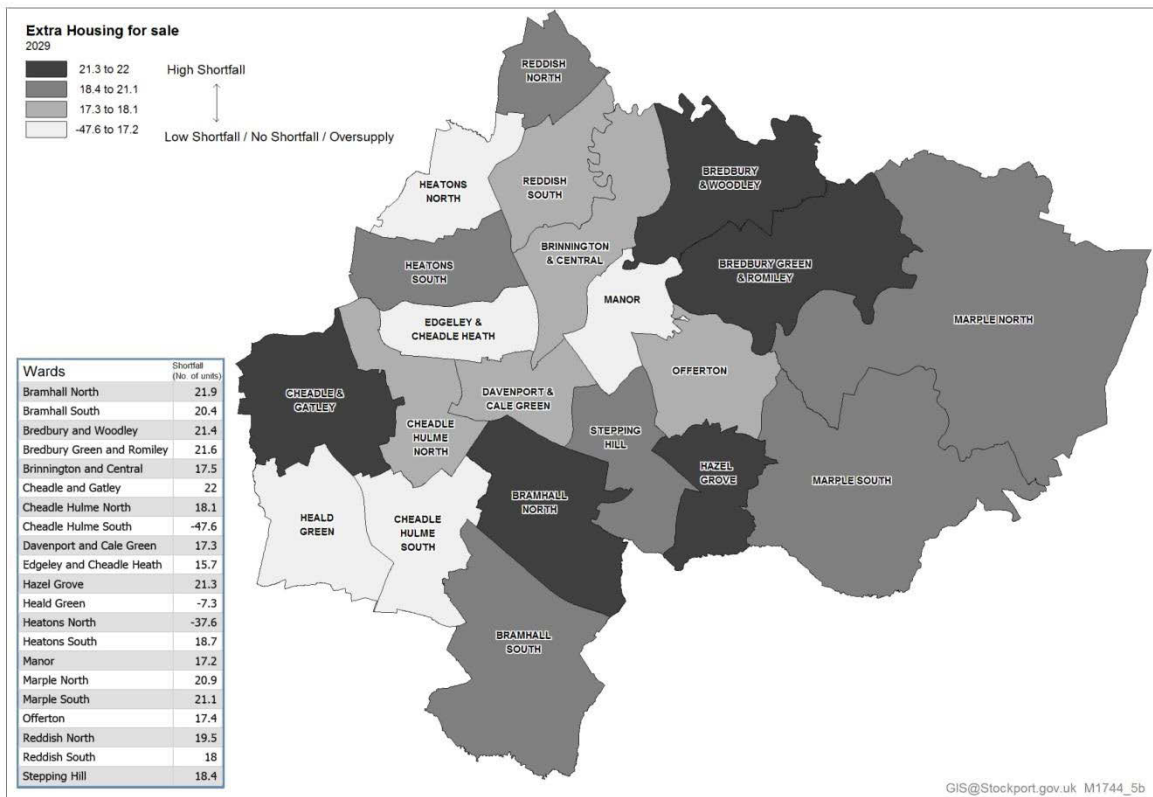 Extra Housing for sale
2029
21.3 to 22 High Shortfall
18.4 to 21.1
17.3 to 18.1
-47.6 to 17.2 Low Shortfall / No Shortfall / Oversupply
REDDISH
NORTH
HEATONS
NORTH
REDDISH
SOUTH
BREDBURY
& WOODLEY
HEATONS
SOUTH
BRINNINGTON
& CENTRAL
BREDBURY GREEN
& ROMILEY
MANOR
MARPLE NORTH
EDGELEY &
CHEADLE HEATH
OFFERTON
CHEADLE &
GATLEY
DAVENPORT &
CALE GREEN
CHEADLE
HULME
NORTH
STEPPING
HILL
HAZEL
GROVE
MARPLE SOUTH
BRAMHALL
NORTH
HEALD
GREEN
CHEADLE
HULME
SOUTH
BRAMHALL
SOUTH
Wards Shortfall
(No. of units)
Bramhall North 21.9
Bramhall South 20.4
Bredbury and Woodley 21.4
Bredbury Green and Romiley 21.6
Brinnington and Central 17.5
Cheadle and Gatley 22
Cheadle Hulme North 18.1
Cheadle Hulme South -47.6
Davenport and Cale Green 17.3
Edgeley and Cheadle Heath 15.7
Hazel Grove 21.3
Heald Green -7.3
Heatons North -37.6
Heatons South 18.7
Manor 17.2
Marple North 20.9
Marple South 21.1
Offerton 17.4
Reddish North 19.5
Reddish South 18
Stepping Hill 18.4
GIS@Stockport.gov.uk M1744_5b